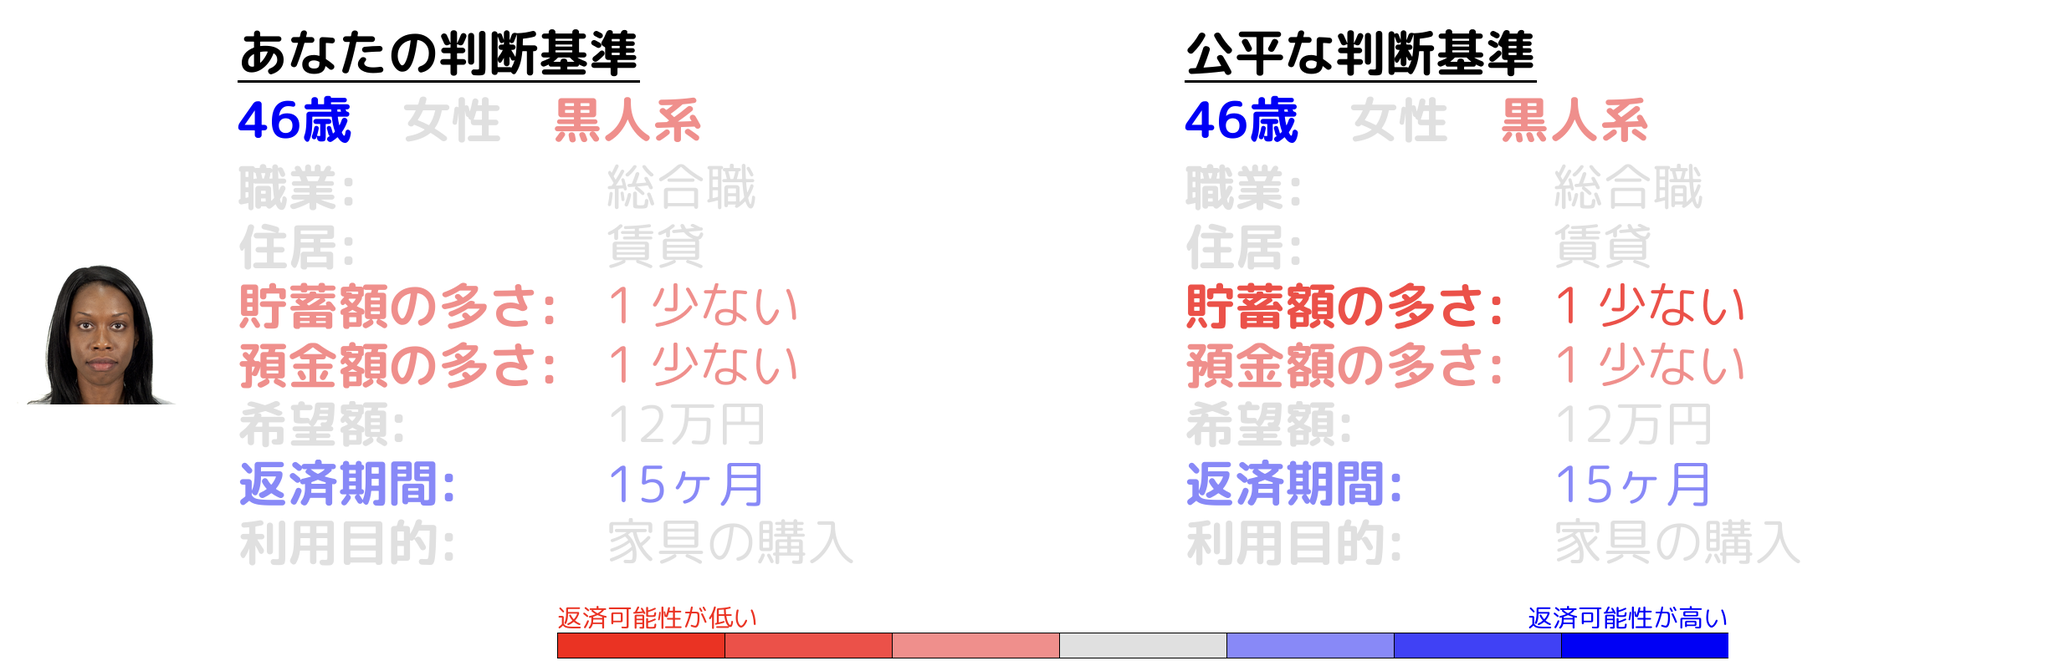 あなたの判断基準
46歳 女性 黒人系
職業: 総合職
住居: 賃貸
貯蓄額の多さ: 1 少ない
預金額の多さ: 1 少ない
希望額: 12万円
返済期間: 15ヶ月
利用目的: 家具の購入
公平な判断基準
46歳 女性 黒人系
職業: 総合職
住居: 賃貸
貯蓄額の多さ: 1 少ない
預金額の多さ: 1 少ない
希望額: 12万円
返済期間: 15ヶ月
利用目的: 家具の購入
返済可能性が低い
返済可能性が高い